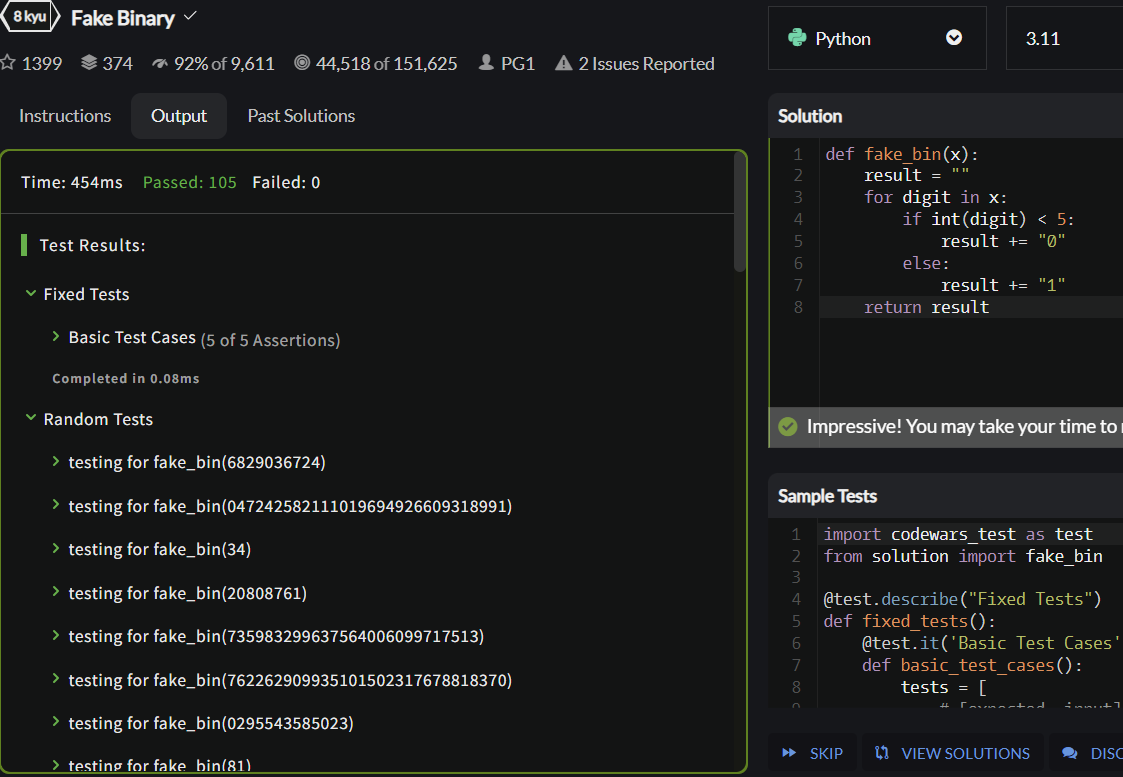 8 kyu Fake Binary
1399 374 92% of 9,611 44,518 of 151,625 PG1 2 Issues Reported
Instructions Output Past Solutions
Time: 454ms Passed: 105 Failed: 0
Test Results:
Fixed Tests
Basic Test Cases (5 of 5 Assertions)
Completed in 0.08ms
Random Tests
testing for fake_bin(6829036724)
testing for fake_bin(047242582111019694926609318991)
testing for fake_bin(34)
testing for fake_bin(20808761)
testing for fake_bin(735983299637564006099717513)
testing for fake_bin(762262909935101502317678818370)
testing for fake_bin(0295543585023)
testing for fake_bin(81)
Python 3.11
Solution
1 def fake_bin(x):
2 result = ""
3 for digit in x:
4 if int(digit) < 5:
5 result += "0"
6 else:
7 result += "1"
8 return result
Impressive! You may take your time to
Sample Tests
1 import codewars_test as test
2 from solution import fake_bin
3
4 @test.describe("Fixed Tests")
5 def fixed_tests():
6 @test.it('Basic Test Cases'
7 def basic_test_cases():
8 tests = [
9 # [expected, input]
SKIP VIEW SOLUTIONS DISC